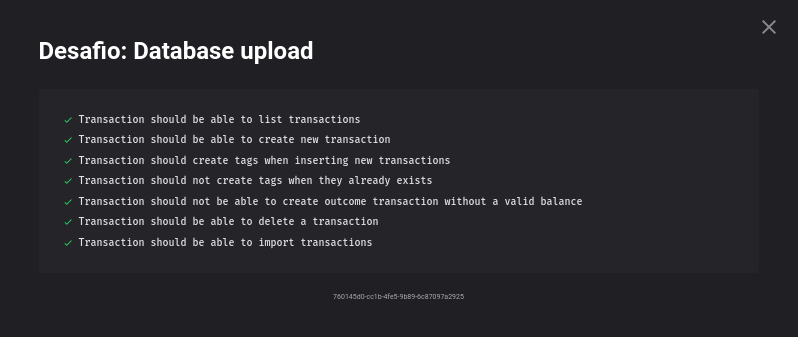 Desafio: Database upload
Transaction should be able to list transactions
Transaction should be able to create new transaction
Transaction should create tags when inserting new transactions
Transaction should not create tags when they already exists
Transaction should not be able to create outcome transaction without a valid balance
Transaction should be able to delete a transaction
Transaction should be able to import transactions
760145d0-cc1b-4fe5-9b89-6c87097a2925